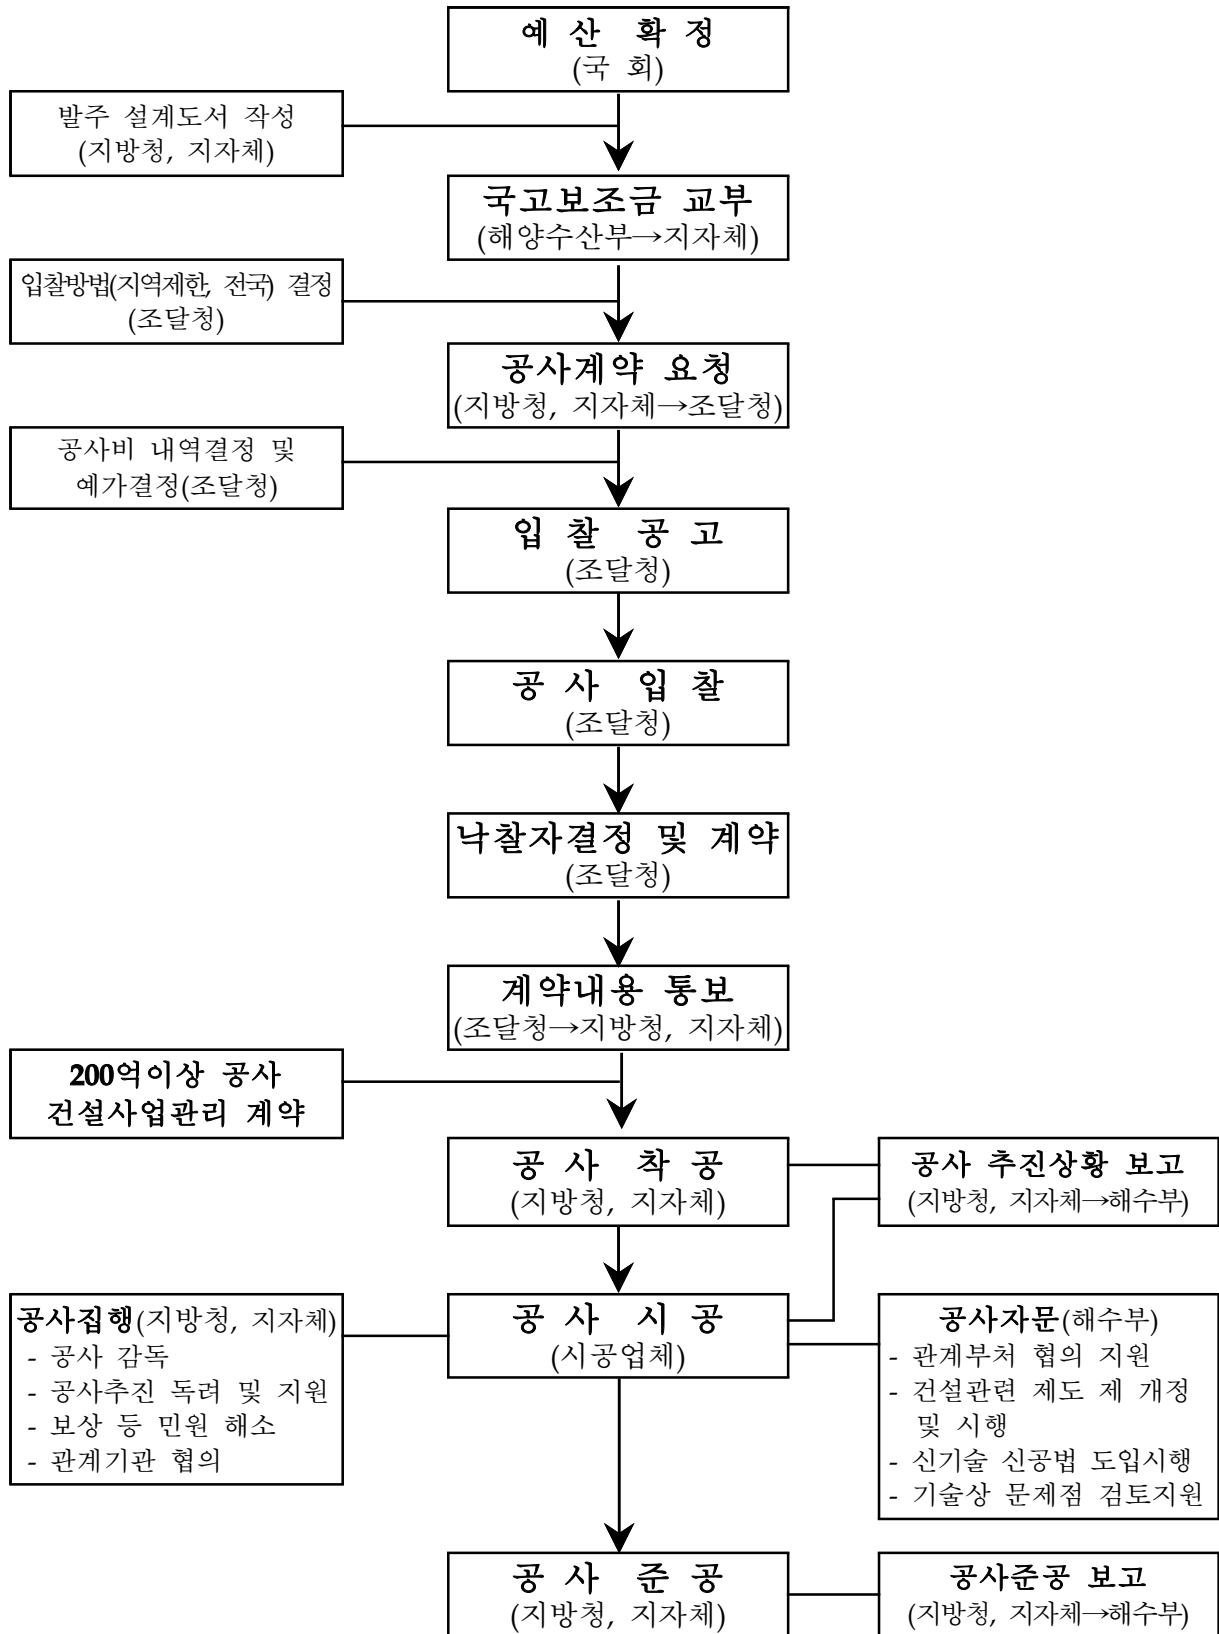 예 산 확 정
(국 회)
발주 설계도서 작성
(지방청, 지자체)
국고보조금 교부
(해양수산부→지자체)
입찰방법(지역제한, 전국) 결정
(조달청)
공사계약 요청
(지방청, 지자체→조달청)
공사비 내역결정 및
예가결정(조달청)
입 찰 공 고
(조달청)
공 사 입 찰
(조달청)
낙찰자결정 및 계약
(조달청)
계약내용 통보
(조달청→지방청, 지자체)
200억이상 공사
건설사업관리 계약
공 사 착 공
(지방청, 지자체)
공사 추진상황 보고
(지방청, 지자체→해수부)
공사집행(지방청, 지자체)
- 공사 감독
- 공사추진 독려 및 지원
- 보상 등 민원 해소
- 관계기관 협의
공 사 시 공
(시공업체)
공사자문(해수부)
- 관계부처 협의 지원
- 건설관련 제도 제 개정
및 시행
- 신기술 신공법 도입시행
- 기술상 문제점 검토지원
공 사 준 공
(지방청, 지자체)
공사준공 보고
(지방청, 지자체→해수부)